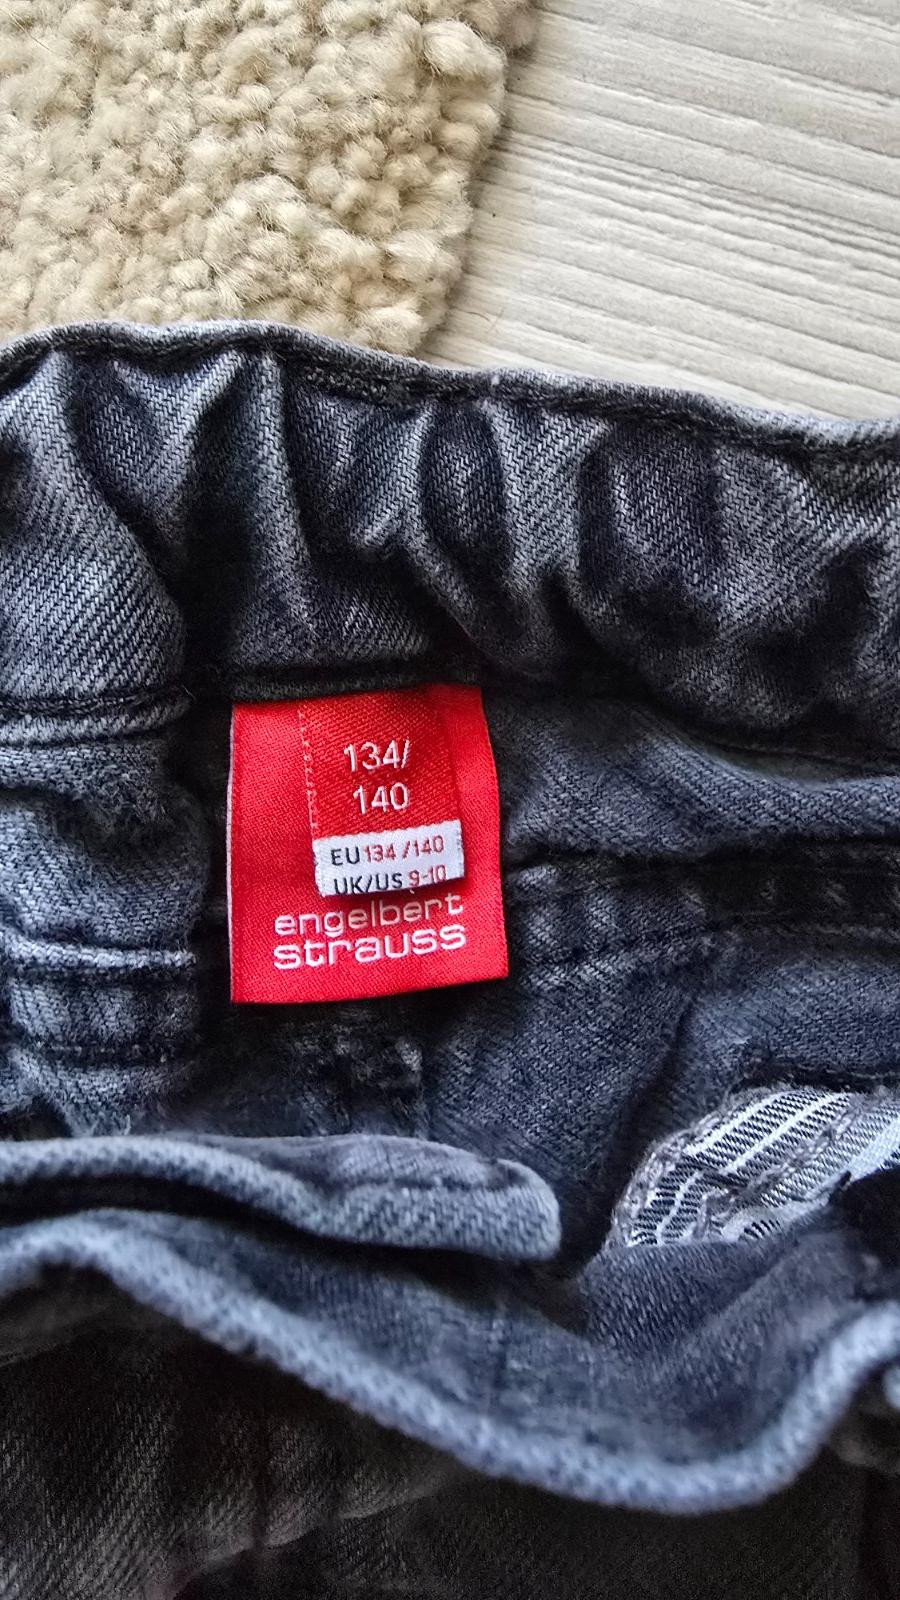 134/
140
EU 134/140
UK/US 9-10
engelbert
strauss